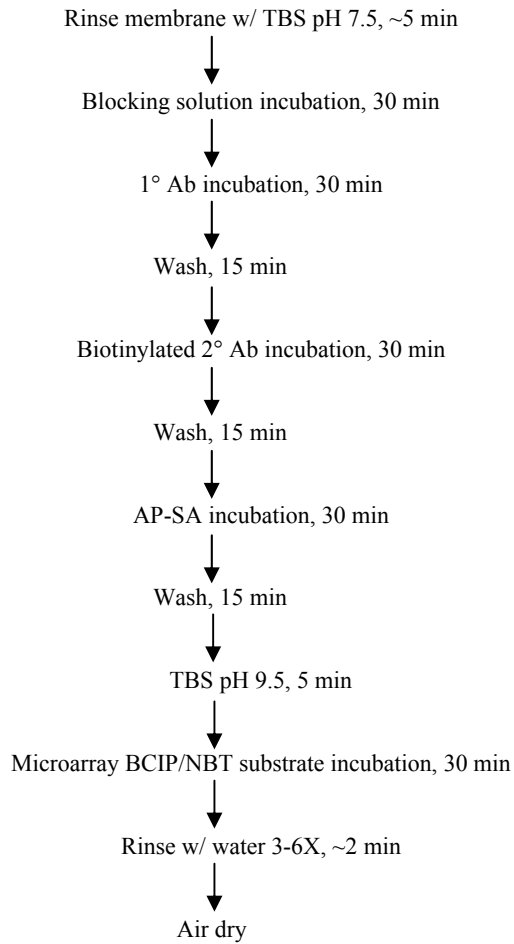 Rinse membrane w/ TBS pH 7.5, ~5 min
Blocking solution incubation, 30 min
1° Ab incubation, 30 min
Wash, 15 min
Biotinylated 2° Ab incubation, 30 min
Wash, 15 min
AP-SA incubation, 30 min
Wash, 15 min
TBS pH 9.5, 5 min
Microarray BCIP/NBT substrate incubation, 30 min
Rinse w/ water 3-6X, ~2 min
Air dry